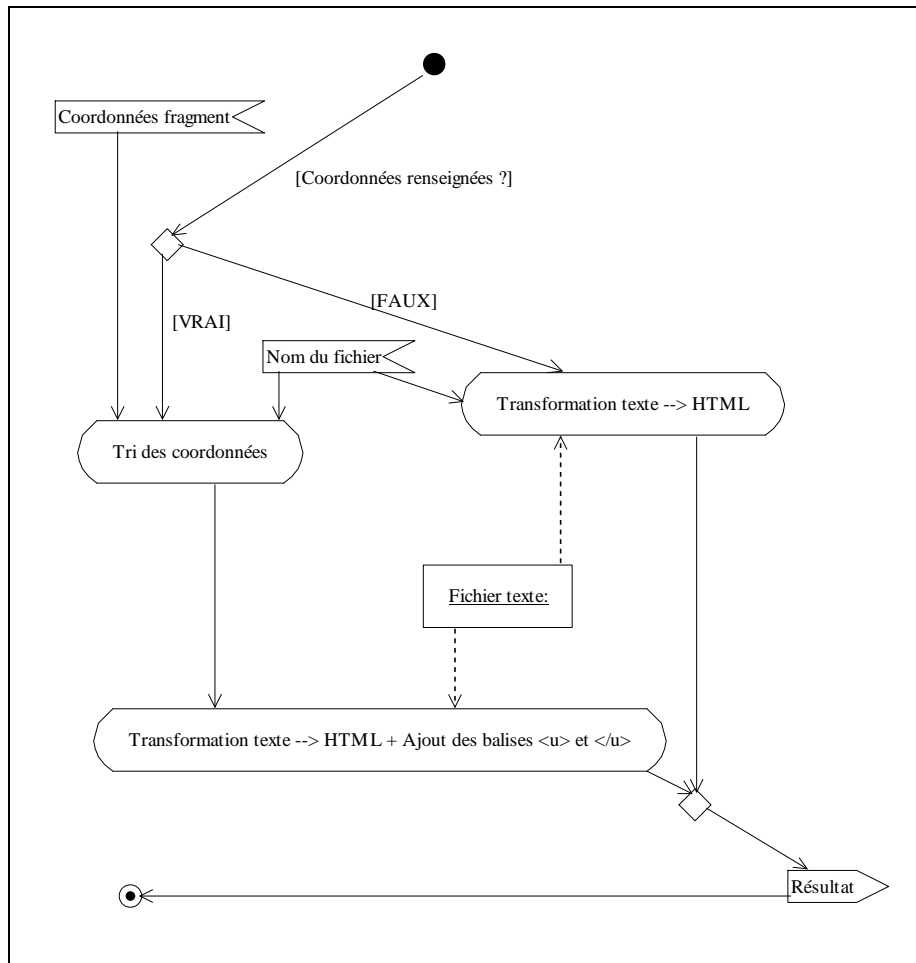 Coordonnées fragment
[Coordonnées renseignées ?]
[FAUX]
[VRAI]
Nom du fichier
Transformation texte --> HTML
Tri des coordonnées
Fichier texte:
Transformation texte --> HTML + Ajout des balises <u> et </u>
Résultat